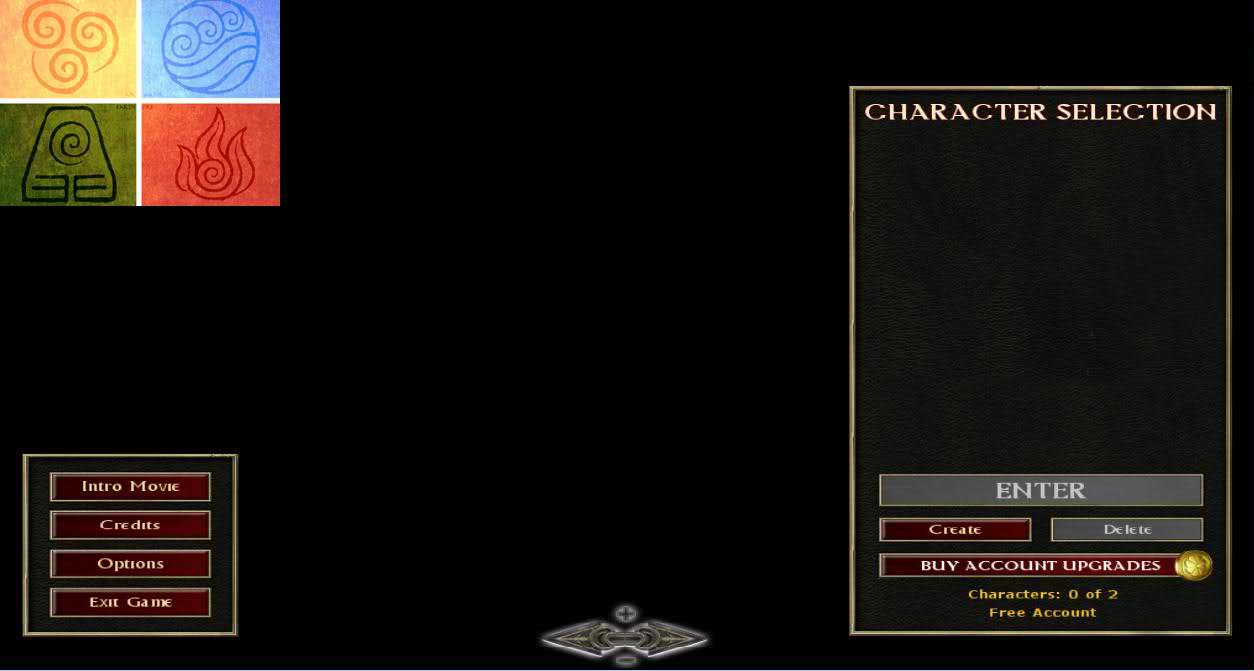 CHARACTER SELECTION
Intro Movie
Credits
Options
Exit Game
ENTER
Create
Delete
BUY ACCOUNT UPGRADES
Characters: 0 of 2
Free Account